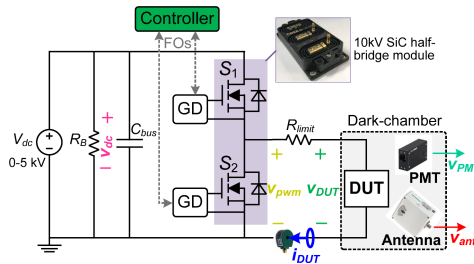 Controller
FOs
10kV SiC half-
bridge module
S1
GD
Vdc
0-5 kV
RB
vdc
Cbus
Rlimit
Dark-chamber
S2
GD
vpwm
vDUT
DUT
PMT
vPM
Antenna
vant
iDUT